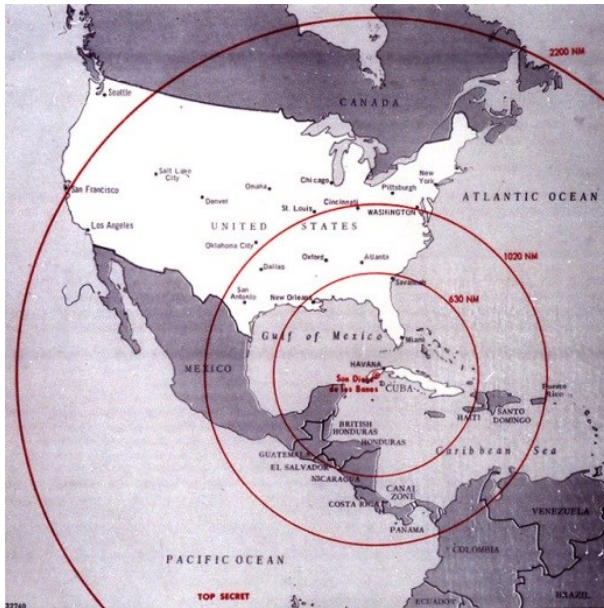 2200 NM
Seattle
CANADA
Salt Lake
City
Omaha
Chicago
Pittsburgh
New
York
San Francisco
Denver
St. Louis
Cincinnati
WASHINGTON
ATLANTIC OCEAN
UNITED STATES
Los Angeles
Oklahoma City
Oxford
Atlanta
1020 NM
Dallas
Savannah
San
Antonio
New Orleans
630 NM
Gulf of Mexico
Miami
MEXICO
HAVANA
San Diego
de los Banos
CUBA
Puerto
Rico
HAITI
SANTO
DOMINGO
BRITISH
HONDURAS
HONDURAS
Caribbean Sea
GUATEMALA
EL SALVADOR
NICARAGUA
CANAL
ZONE
COSTA RICA
PANAMA
VENEZUELA
COLOMBIA
PACIFIC OCEAN
TOP SECRET
ECUADOR
BRAZIL